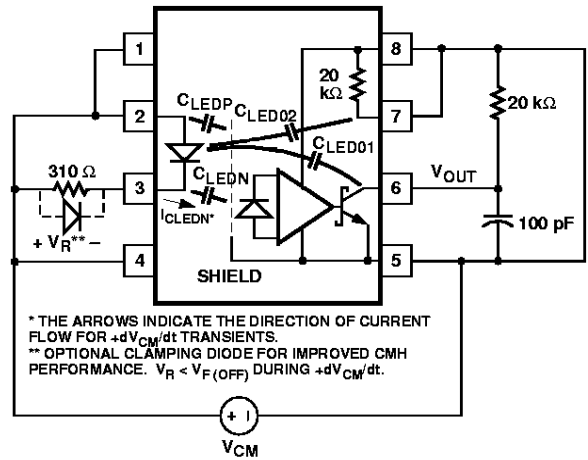 1
8
20
kΩ
CLEDP
CLED02
2
7
20 kΩ
CLED01
310 Ω
CLEDN
VOUT
3
6
ICLEDN*
100 pF
+ VR** –
4
SHIELD
5
* THE ARROWS INDICATE THE DIRECTION OF CURRENT
FLOW FOR +dVCM/dt TRANSIENTS.
** OPTIONAL CLAMPING DIODE FOR IMPROVED CMH
PERFORMANCE. VR < VF (OFF) DURING +dVCM/dt.
+ –
VCM